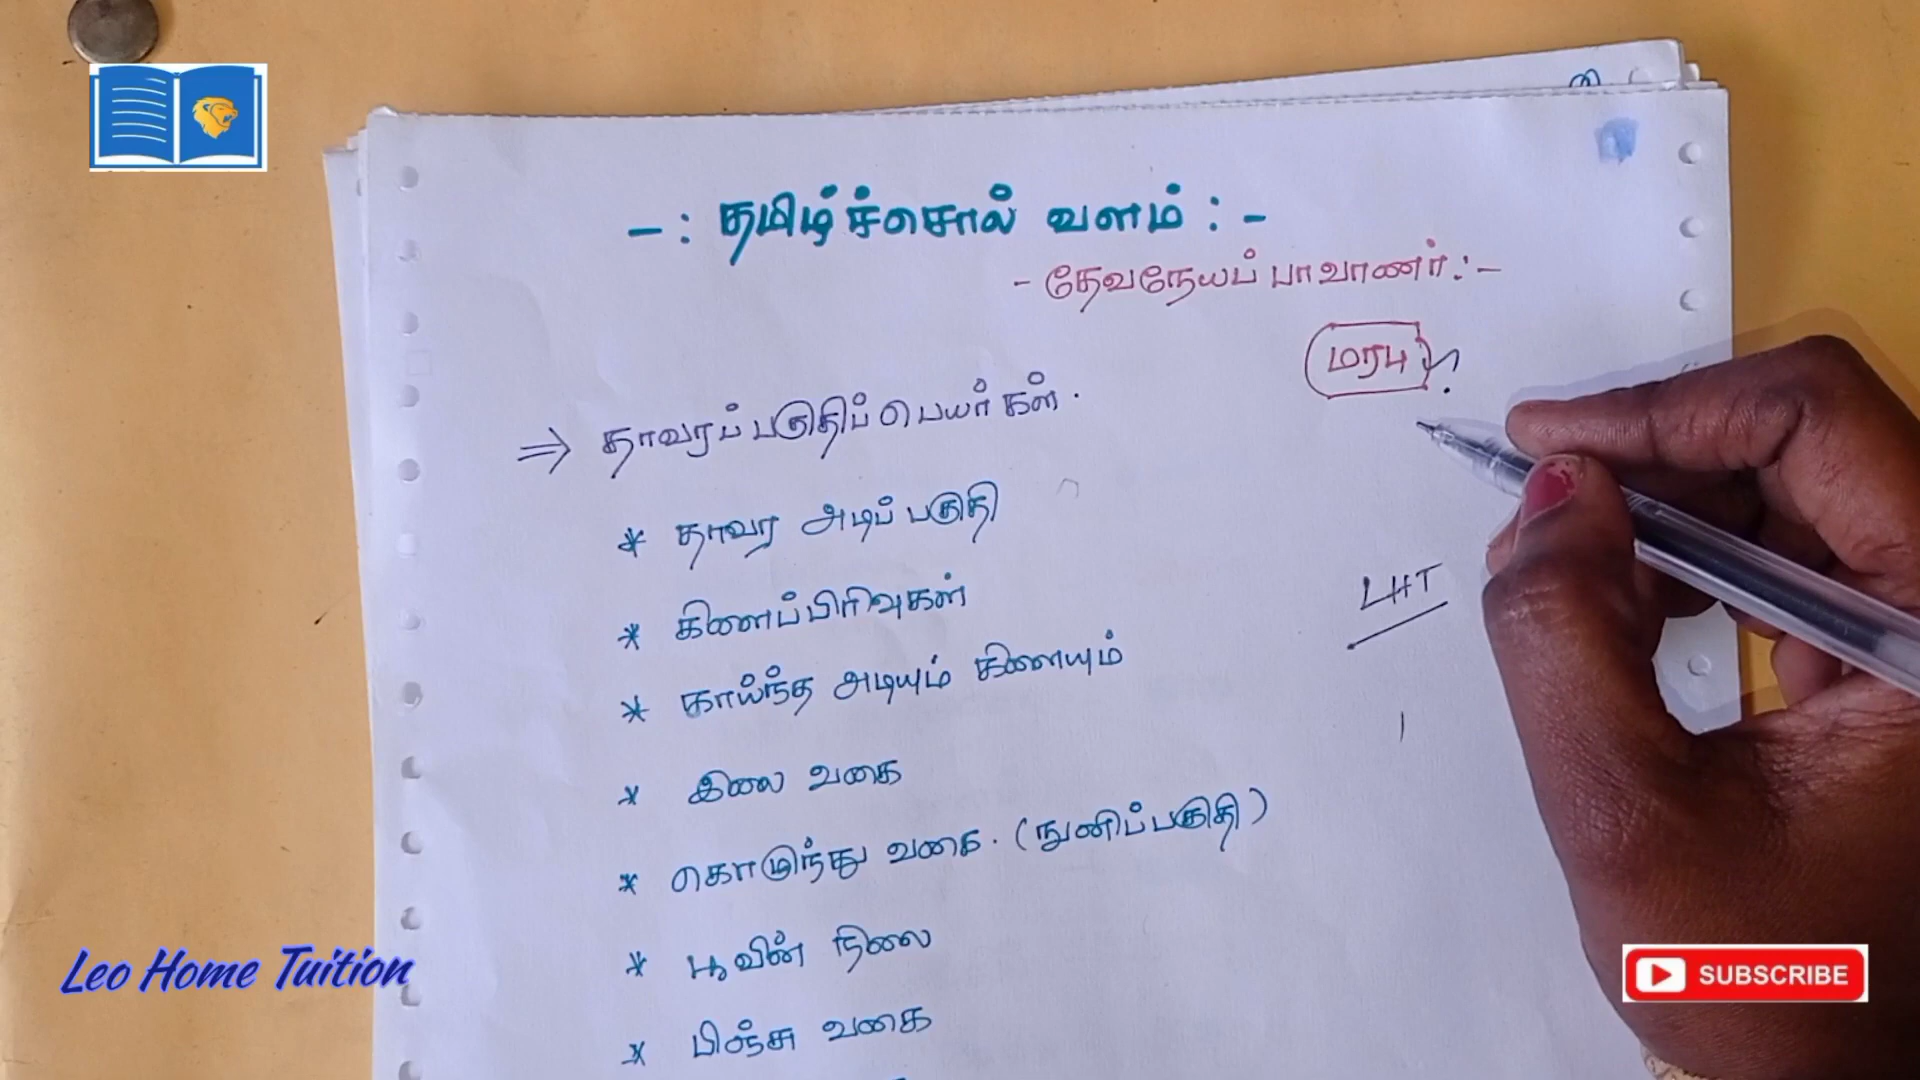 -: தமிழ்ச்சொல் வளம் :-
- தேவநேயப் பாவாணர் :-
மரபு ?
⇒ தாவரப் பகுதிப் பெயர்கள்.
* தாவர அடிப் பகுதி
* கிளைப்பிரிவுகள்
LHT
* காய்ந்த அடியும் கிளையும்
* இலை வகை
* கொழுந்து வகை. (நுனிப்பகுதி)
* பூவின் நிலை
* பிஞ்சு வகை
Leo Home Tuition
SUBSCRIBE